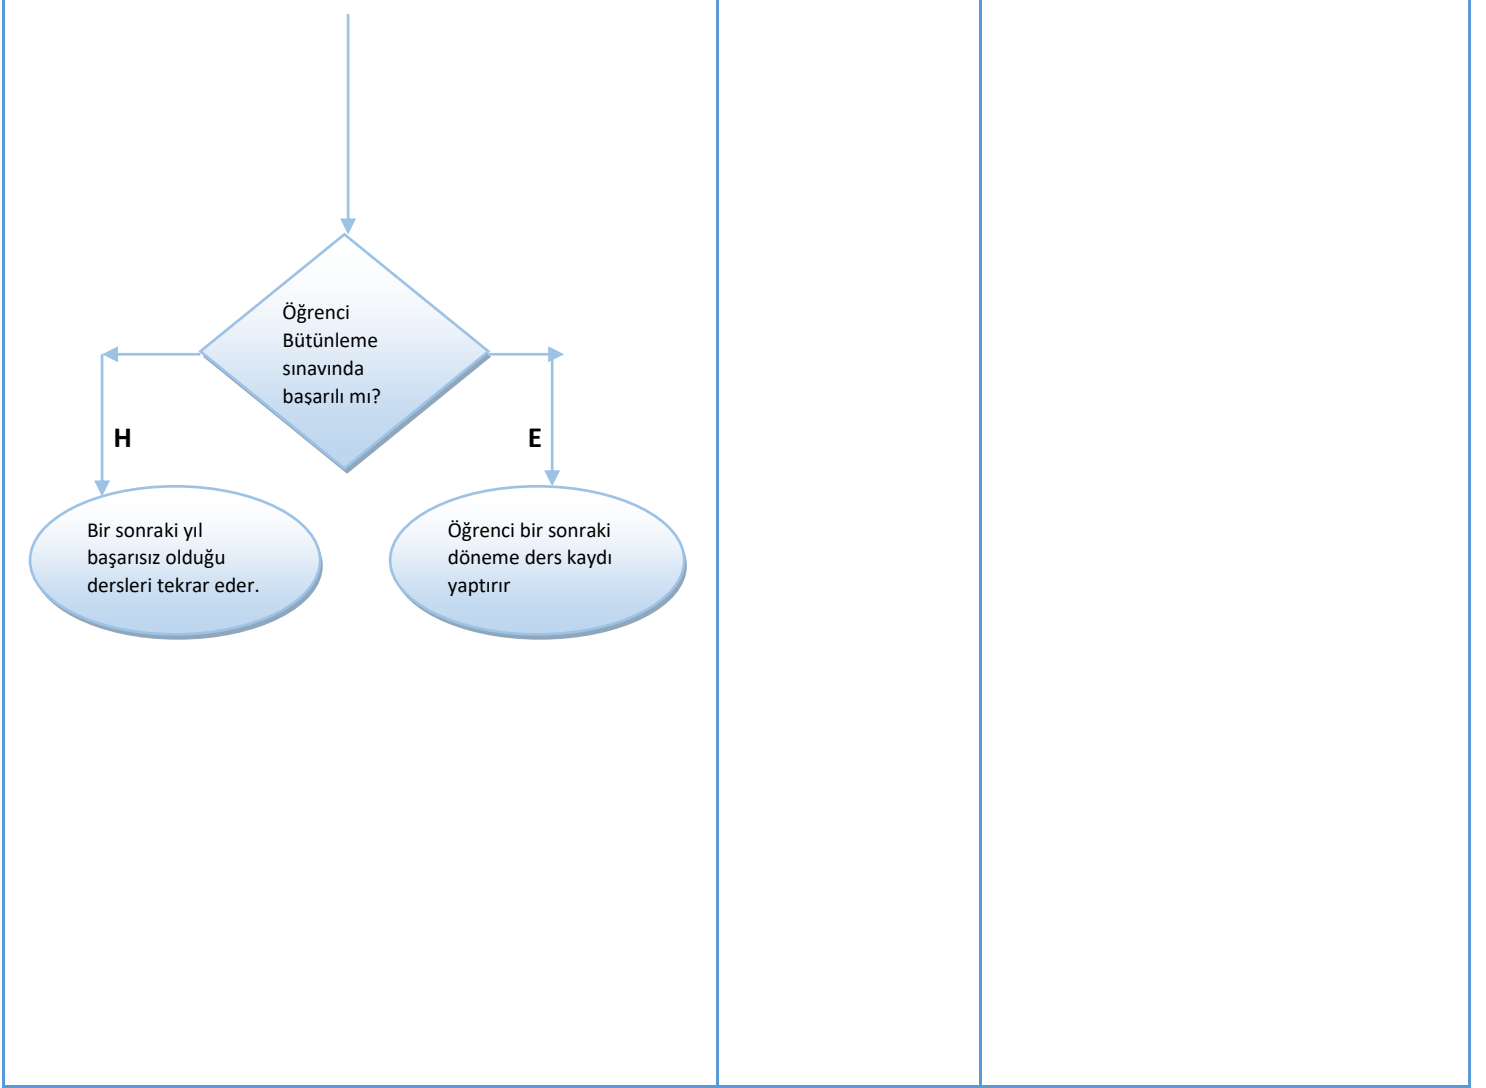 Öğrenci
Bütünleme
sınavında
başarılı mı?
H
E
Bir sonraki yıl
başarısız olduğu
dersleri tekrar eder.
Öğrenci bir sonraki
döneme ders kaydı
yaptırır